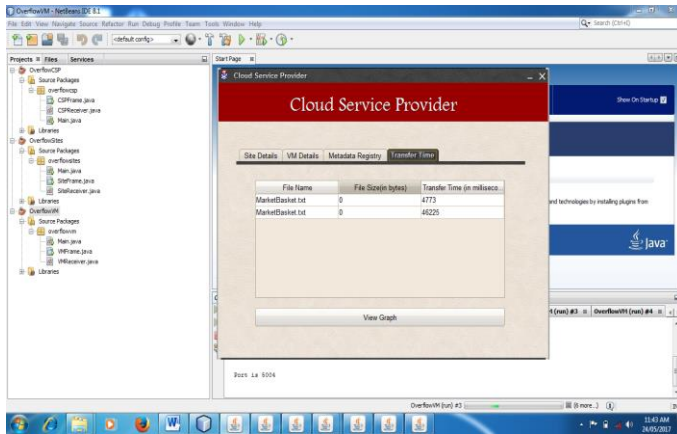 OverflowVM - NetBeans IDE 8.1
File Edit View Navigate Source Refactor Run Debug Profile Team Tools Window Help
Search (Ctrl+I)
<default config>
Projects Files Services
Start Page
OverflowCSP
Source Packages
overflowcsp
CSPFrame.java
CSPReceiver.java
Main.java
Libraries
OverflowSites
Source Packages
overflowsites
Main.java
SiteFrame.java
SiteReceiver.java
Libraries
OverflowVM
Source Packages
overflowvm
Main.java
VMFrame.java
VMReceiver.java
Libraries
Cloud Service Provider
Cloud Service Provider
Show On Startup
Site Details VM Details Metadata Registry Transfer Time
File Name File Size(in bytes) Transfer Time (in milliseco...
MarketBasket.txt 0 4773
MarketBasket.txt 0 46225
and technologies by installing plugins from
Java
View Graph
(run) #3 OverflowVM (run) #4
Port is 8004
OverflowVM (run) #3
(6 more...)
11:43 AM
24/05/2017